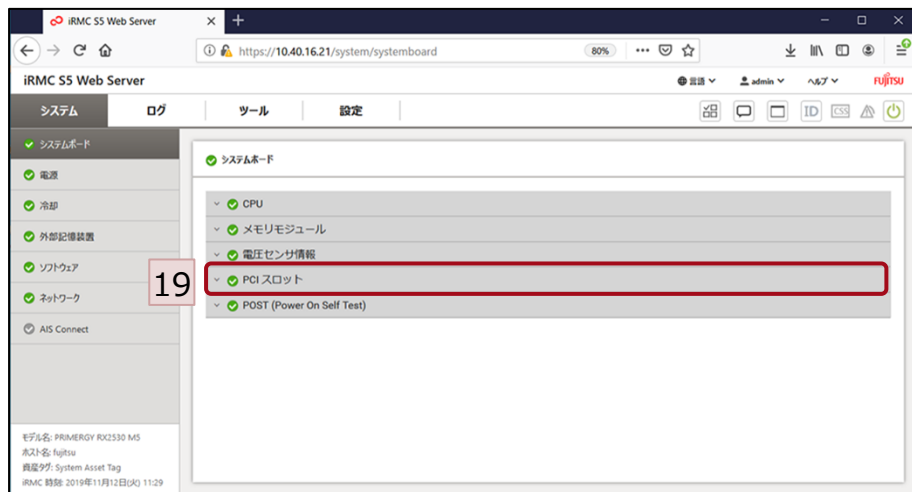 iRMC S5 Web Server
https://10.40.16.21/system/systemboard
80%
iRMC S5 Web Server
言語
admin
ヘルプ
FUJITSU
システム
ログ
ツール
設定
ID
CSS
システムボード
電源
冷却
外部記憶装置
ソフトウェア
ネットワーク
AIS Connect
システムボード
CPU
メモリモジュール
電圧センサ情報
19
PCI スロット
POST (Power On Self Test)
モデル名: PRIMERGY RX2530 M5
ホスト名: fujitsu
資産タグ: System Asset Tag
iRMC 時刻: 2019年11月12日(火) 11:29